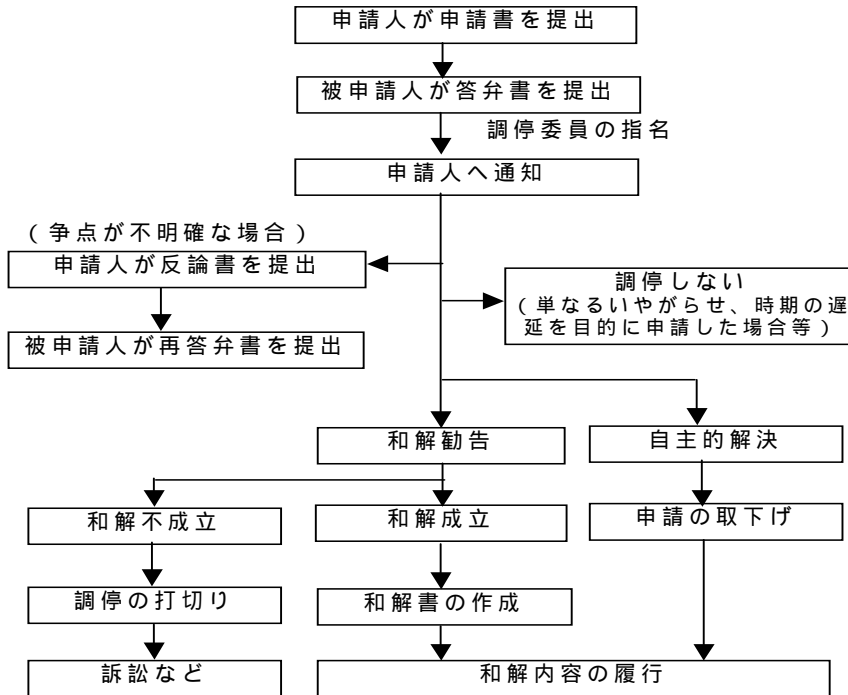 申請人が申請書を提出
被申請人が答弁書を提出
調停委員の指名
申請人へ通知
（争点が不明確な場合）
申請人が反論書を提出
調停しない
（単なるいやがらせ、時期の遅
延を目的に申請した場合等）
被申請人が再答弁書を提出
和解勧告
自主的解決
和解不成立
和解成立
申請の取下げ
調停の打切り
和解書の作成
訴訟など
和解内容の履行